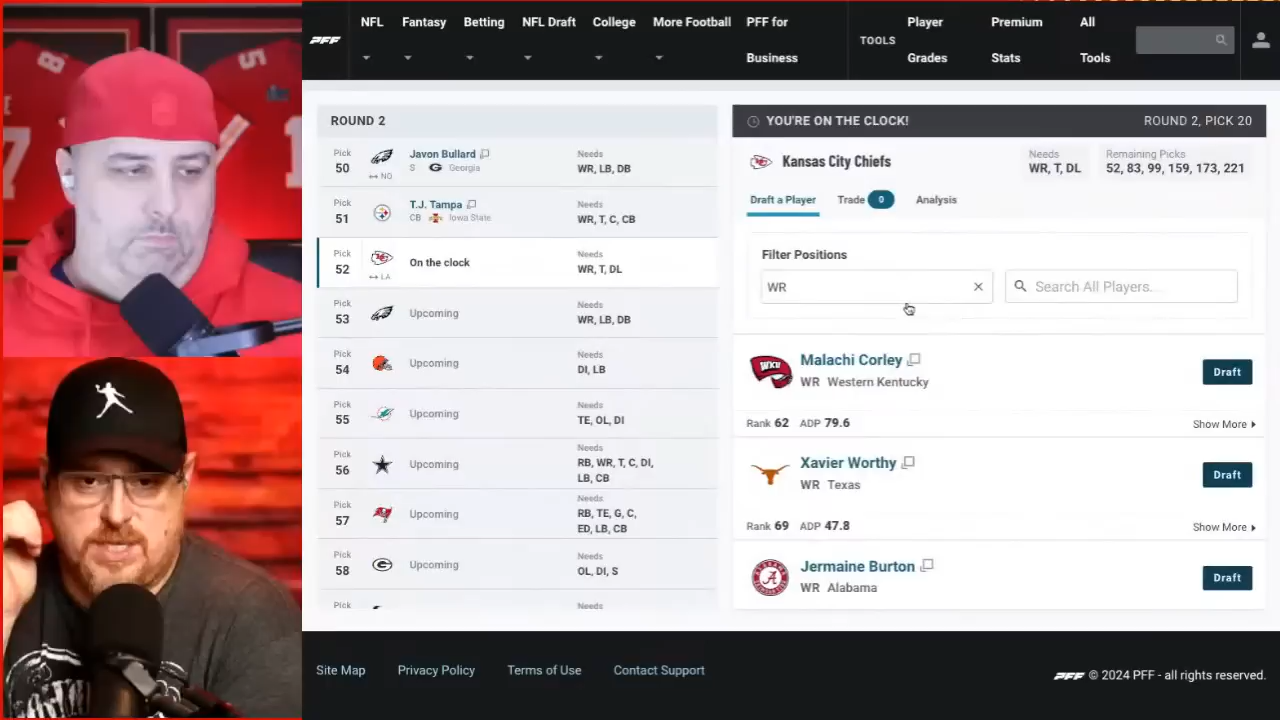 NFL
Fantasy
Betting
NFL Draft
College
More Football
PFF for Business
TOOLS
Player Grades
Premium Stats
All Tools
PFF
ROUND 2
Pick 50
NO
Javon Bullard
S Georgia
Needs
WR, LB, DB
Pick 51
T.J. Tampa
CB Iowa State
Needs
WR, T, C, CB
Pick 52
LA
On the clock
Needs
WR, T, DL
Pick 53
Upcoming
Needs
WR, LB, DB
Pick 54
Upcoming
Needs
DI, LB
Pick 55
Upcoming
Needs
TE, OL, DI
Pick 56
Upcoming
Needs
RB, WR, T, C, DI,
LB, CB
Pick 57
Upcoming
Needs
RB, TE, G, C,
ED, LB, CB
Pick 58
Upcoming
Needs
OL, DI, S
Pick
Needs
YOU'RE ON THE CLOCK!
ROUND 2, PICK 20
Kansas City Chiefs
Needs
WR, T, DL
Remaining Picks
52, 83, 99, 159, 173, 221
Draft a Player
Trade 0
Analysis
Filter Positions
WR
Search All Players...
WKU
Malachi Corley
WR Western Kentucky
Draft
Rank 62 ADP 79.6
Show More
Xavier Worthy
WR Texas
Draft
Rank 69 ADP 47.8
Show More
Jermaine Burton
WR Alabama
Draft
Site Map
Privacy Policy
Terms of Use
Contact Support
PFF © 2024 PFF - all rights reserved.